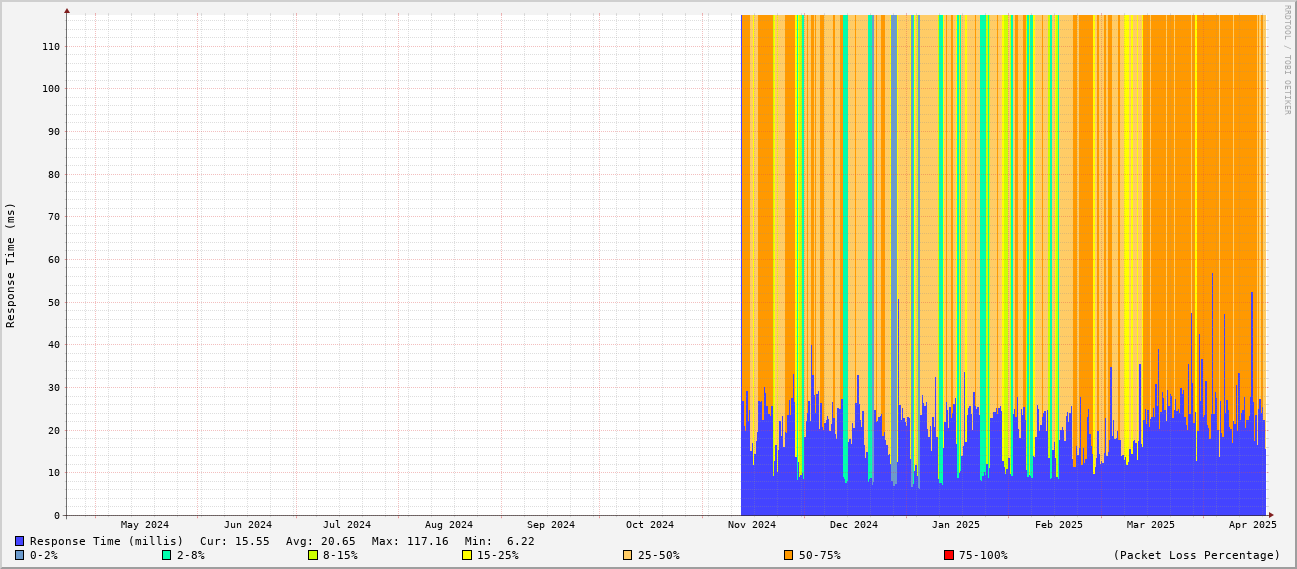 RRDTOOL / TOBI OETIKER
Response Time (ms)
110
100
90
80
70
60
50
40
30
20
10
0
May 2024 Jun 2024 Jul 2024 Aug 2024 Sep 2024 Oct 2024 Nov 2024 Dec 2024 Jan 2025 Feb 2025 Mar 2025 Apr 2025
Response Time (millis) Cur: 15.55 Avg: 20.65 Max: 117.16 Min: 6.22
0-2% 2-8% 8-15% 15-25% 25-50% 50-75% 75-100% (Packet Loss Percentage)